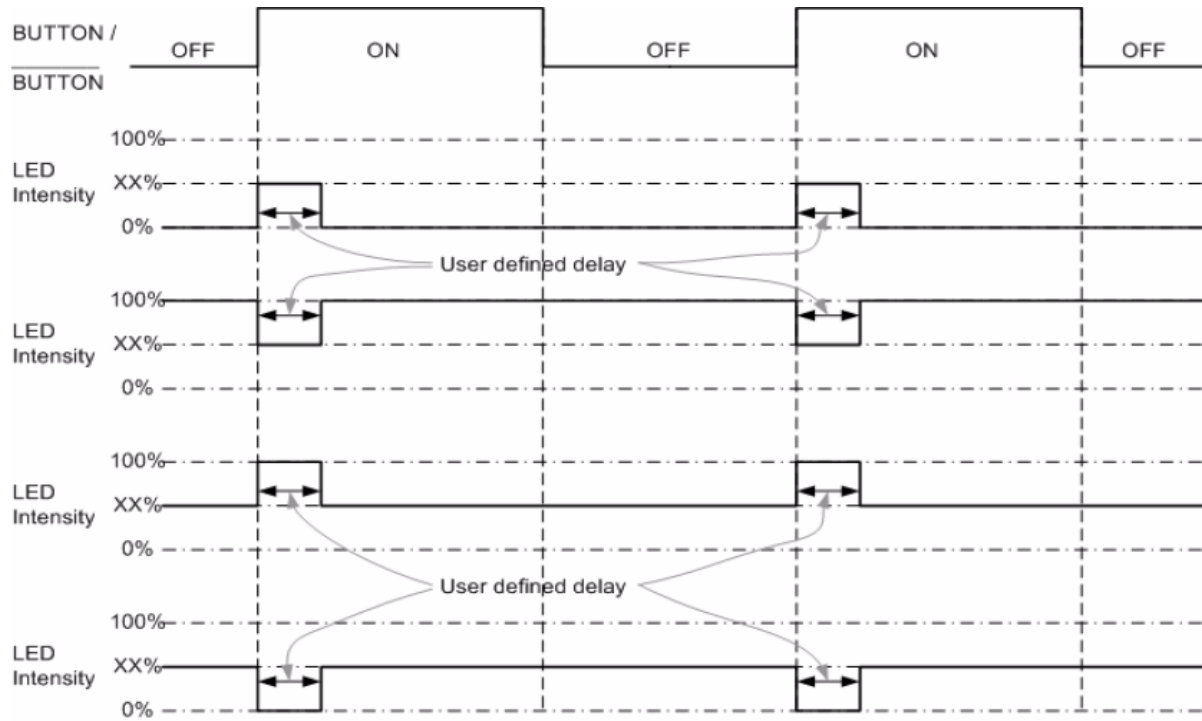 BUTTON /
BUTTON
OFF ON OFF ON OFF
100%
LED
Intensity
XX%
0%
User defined delay
100%
LED
Intensity
XX%
0%
100%
LED
Intensity
XX%
0%
User defined delay
100%
LED
Intensity
XX%
0%